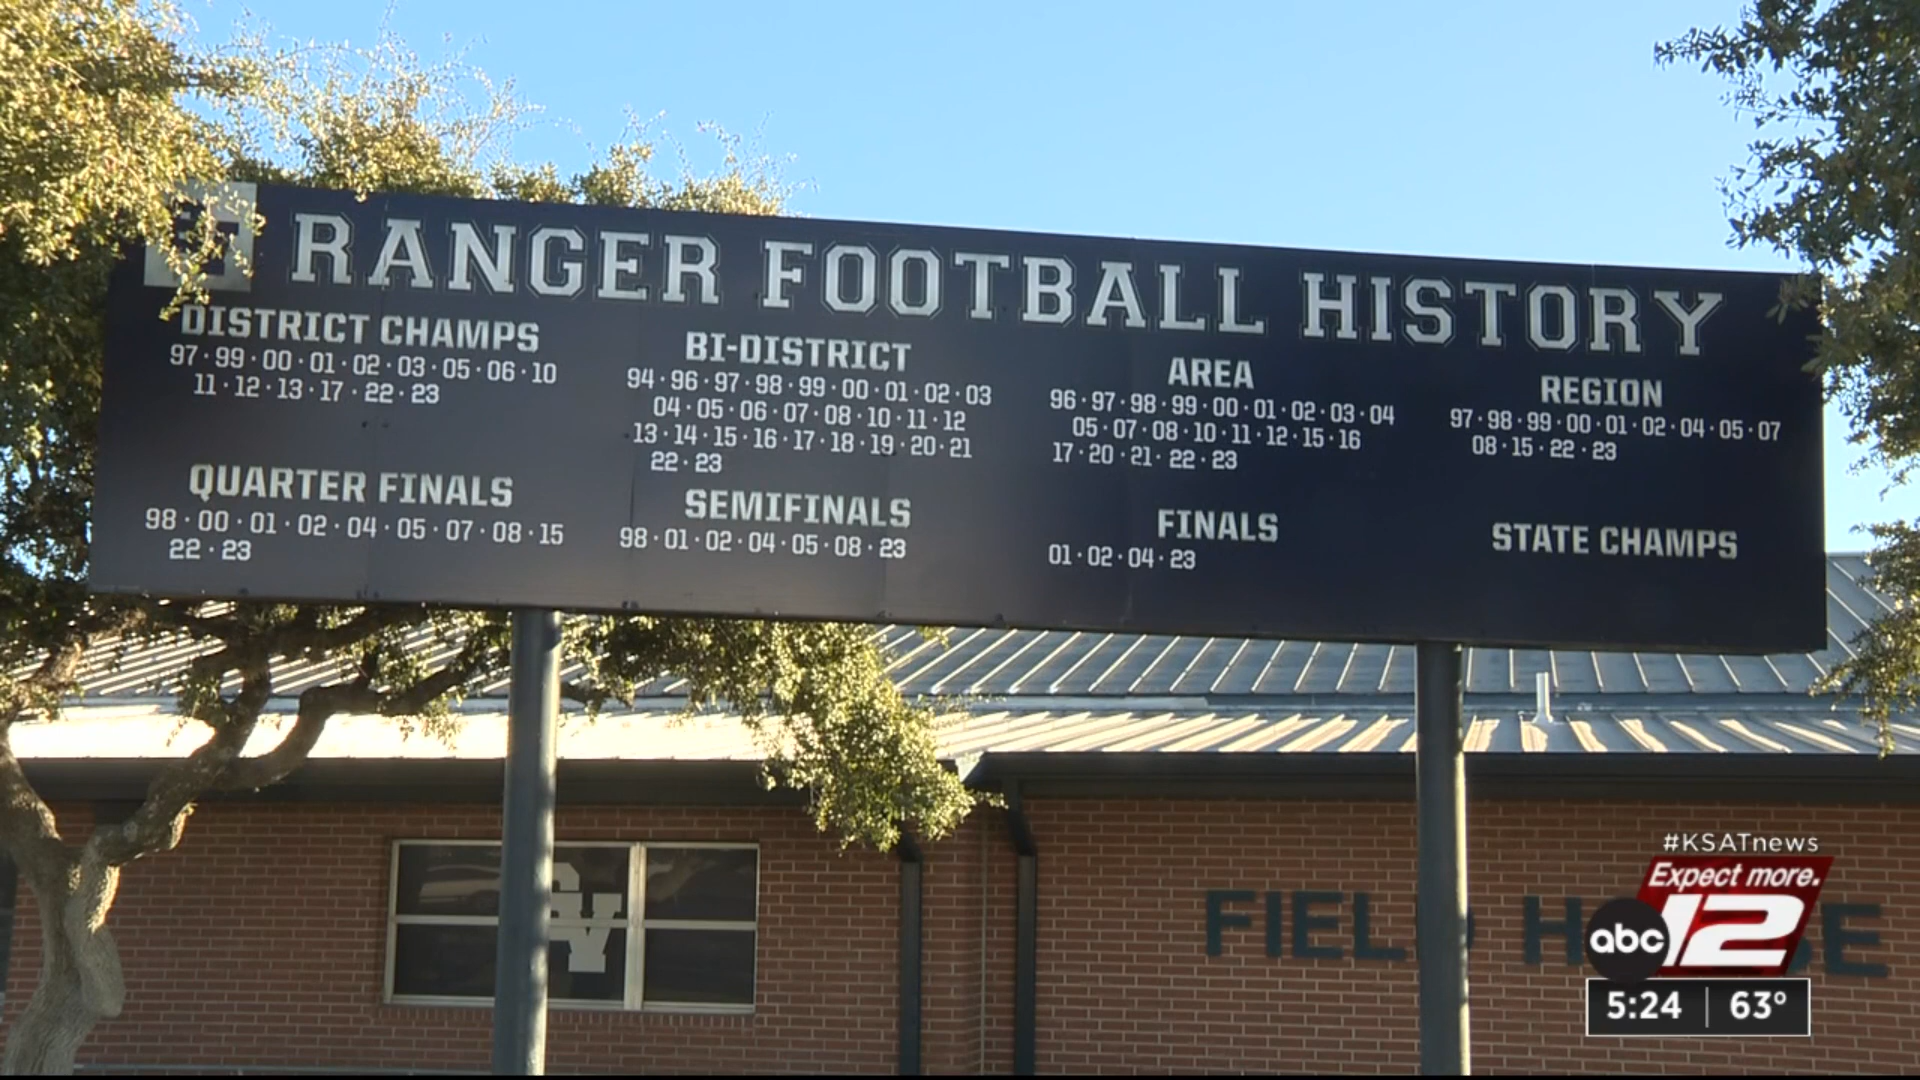 RANGER FOOTBALL HISTORY
DISTRICT CHAMPS
97·99·00·01·02·03·05·06·10
11·12·13·17·22·23
BI-DISTRICT
94·96·97·98·99·00·01·02·03
04·05·06·07·08·10·11·12
13·14·15·16·17·18·19·20·21
22·23
AREA
96·97·98·99·00·01·02·03·04
05·07·08·10·11·12·15·16
17·20·21·22·23
REGION
97·98·99·00·01·02·04·05·07
08·15·22·23
QUARTER FINALS
98·00·01·02·04·05·07·08·15
22·23
SEMIFINALS
98·01·02·04·05·08·23
FINALS
01·02·04·23
STATE CHAMPS
SV
#KSATnews
Expect more.
abc 12
5:24 | 63°